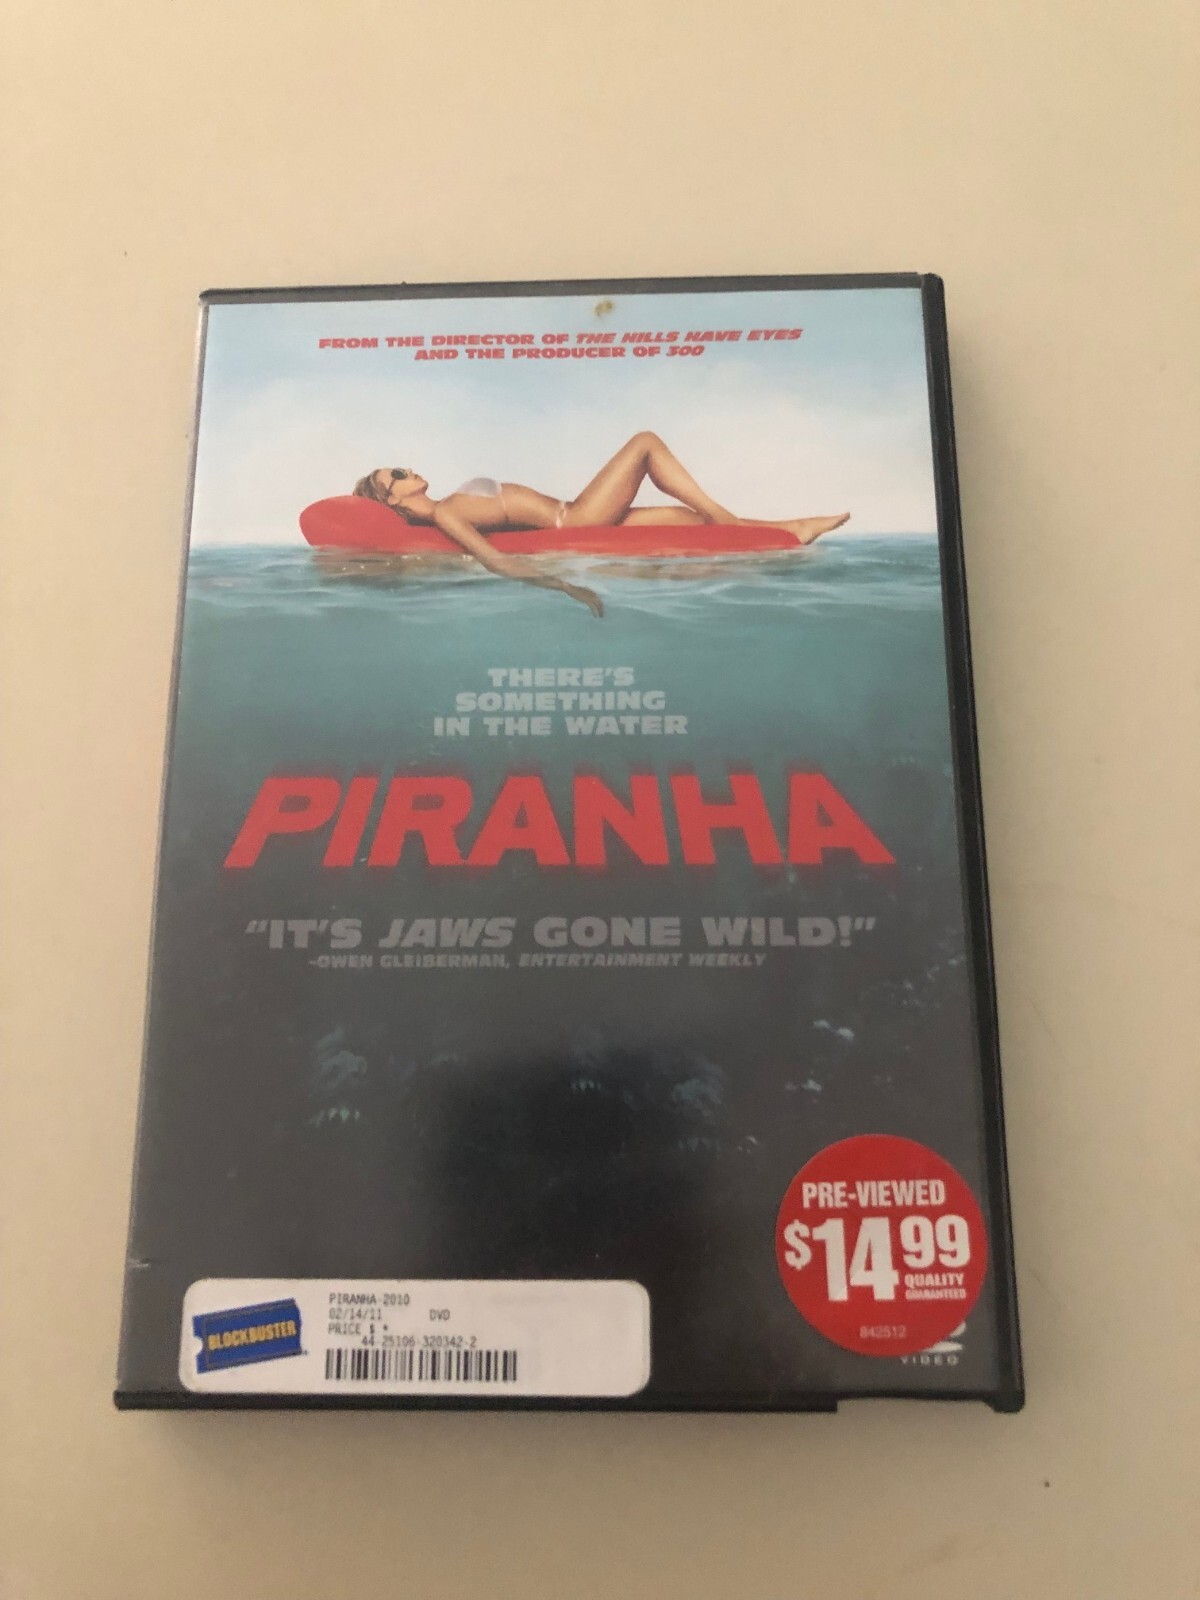 FROM THE DIRECTOR OF THE HILLS HAVE EYES
AND THE PRODUCER OF 300
THERE'S
SOMETHING
IN THE WATER
PIRANHA
"IT'S JAWS GONE WILD!"
-OWEN GLEIBERMAN, ENTERTAINMENT WEEKLY
PRE-VIEWED
$14 99
QUALITY
GUARANTEED
842512
VIDEO
BLOCKBUSTER
PIRANHA-2010
02/14/11 DVD
PRICE $ *
44-25106-320342-2